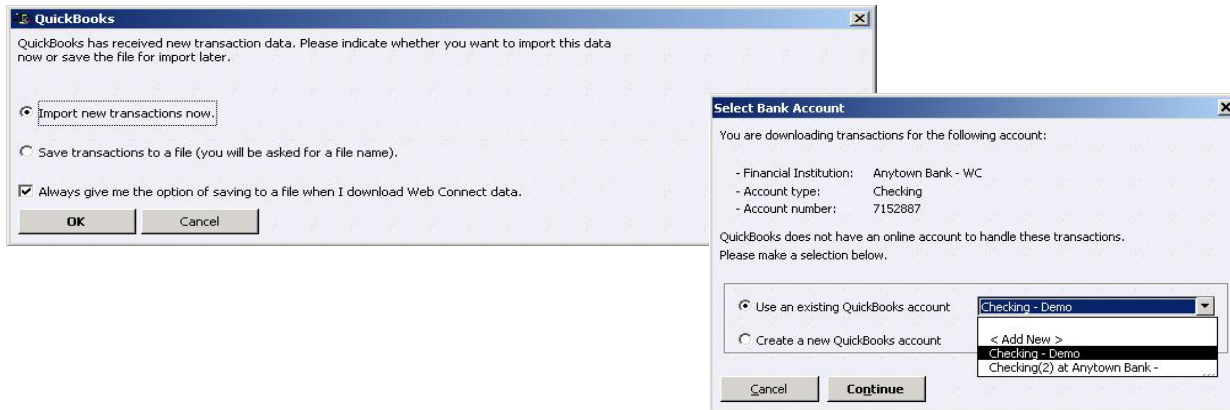 QuickBooks
QuickBooks has received new transaction data. Please indicate whether you want to import this data
now or save the file for import later.
Import new transactions now.
Save transactions to a file (you will be asked for a file name).
Always give me the option of saving to a file when I download Web Connect data.
OK Cancel
Select Bank Account
You are downloading transactions for the following account:
- Financial Institution: Anytown Bank - WC
- Account type: Checking
- Account number: 7152887
QuickBooks does not have an online account to handle these transactions.
Please make a selection below.
Use an existing QuickBooks account Checking - Demo
Create a new QuickBooks account < Add New >
Checking - Demo
Checking(2) at Anytown Bank -
Cancel Continue